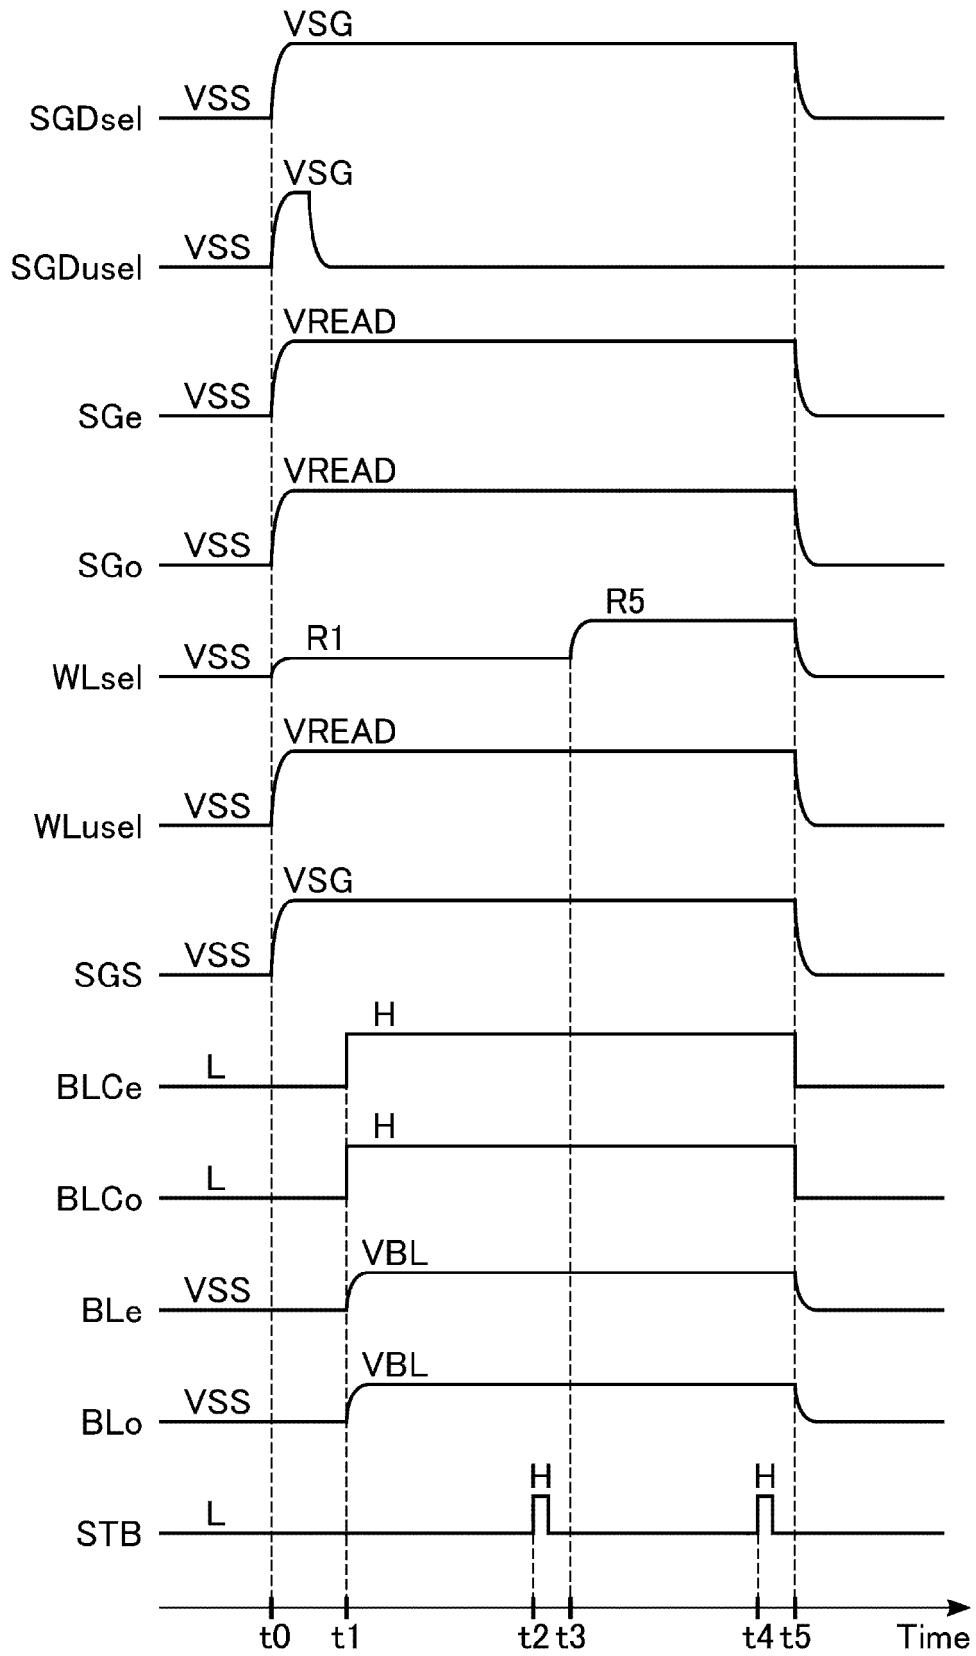 VSG
VSS
SGDsel
VSG
VSS
SGDusel
VREAD
VSS
SGe
VREAD
VSS
SGo
R5
R1
VSS
WLsel
VREAD
VSS
WLusel
VSG
VSS
SGS
H
L
BLCe
H
L
BLCo
VBL
VSS
BLe
VBL
VSS
BLo
H H
L
STB
t0 t1 t2 t3 t4 t5 Time